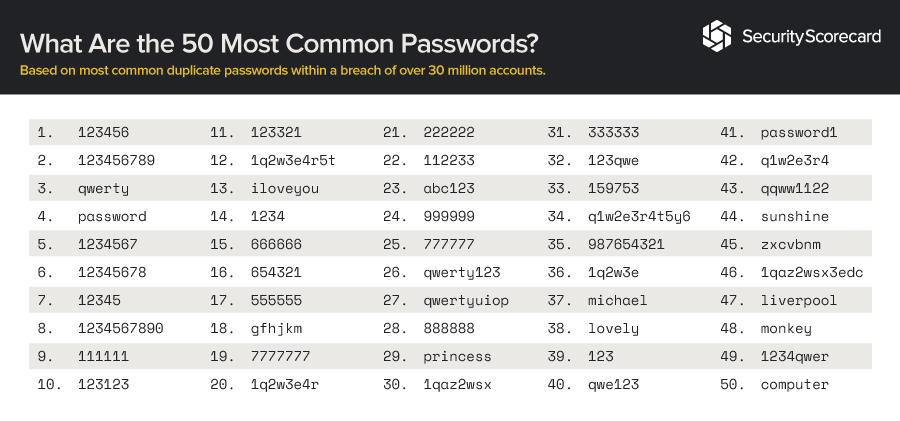 What Are the 50 Most Common Passwords?
SecurityScorecard
Based on most common duplicate passwords within a breach of over 30 million accounts.
1. 123456
2. 123456789
3. qwerty
4. password
5. 1234567
6. 12345678
7. 12345
8. 1234567890
9. 111111
10. 123123
11. 123321
12. 1q2w3e4r5t
13. iloveyou
14. 1234
15. 666666
16. 654321
17. 555555
18. gfhjkm
19. 7777777
20. 1q2w3e4r
21. 222222
22. 112233
23. abc123
24. 999999
25. 777777
26. qwerty123
27. qwertyuiop
28. 888888
29. princess
30. 1qaz2wsx
31. 333333
32. 123qwe
33. 159753
34. q1w2e3r4t5y6
35. 987654321
36. 1q2w3e
37. michael
38. lovely
39. 123
40. qwe123
41. password1
42. q1w2e3r4
43. qqww1122
44. sunshine
45. zxcvbnm
46. 1qaz2wsx3edc
47. liverpool
48. monkey
49. 1234qwer
50. computer